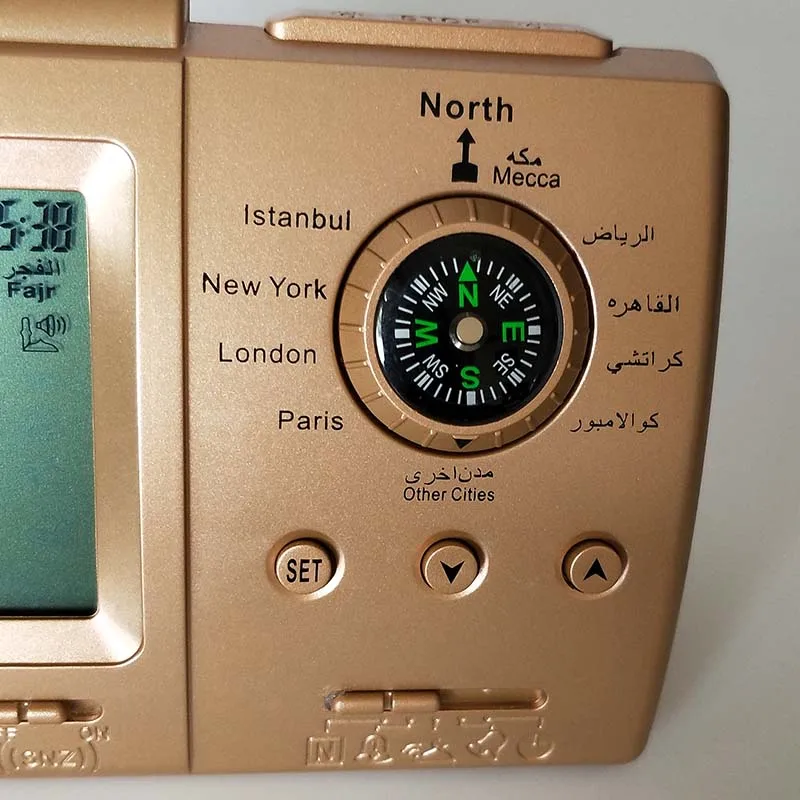 North
مكه
Mecca
Istanbul
الرياض
New York
القاهره
London
كراتشي
Paris
كوالامبور
مدن اخرى
Other Cities
5:38
الفجر
Fajr
N
NE
E
SE
S
SW
W
NW
SET
N
ON
((SNZ))